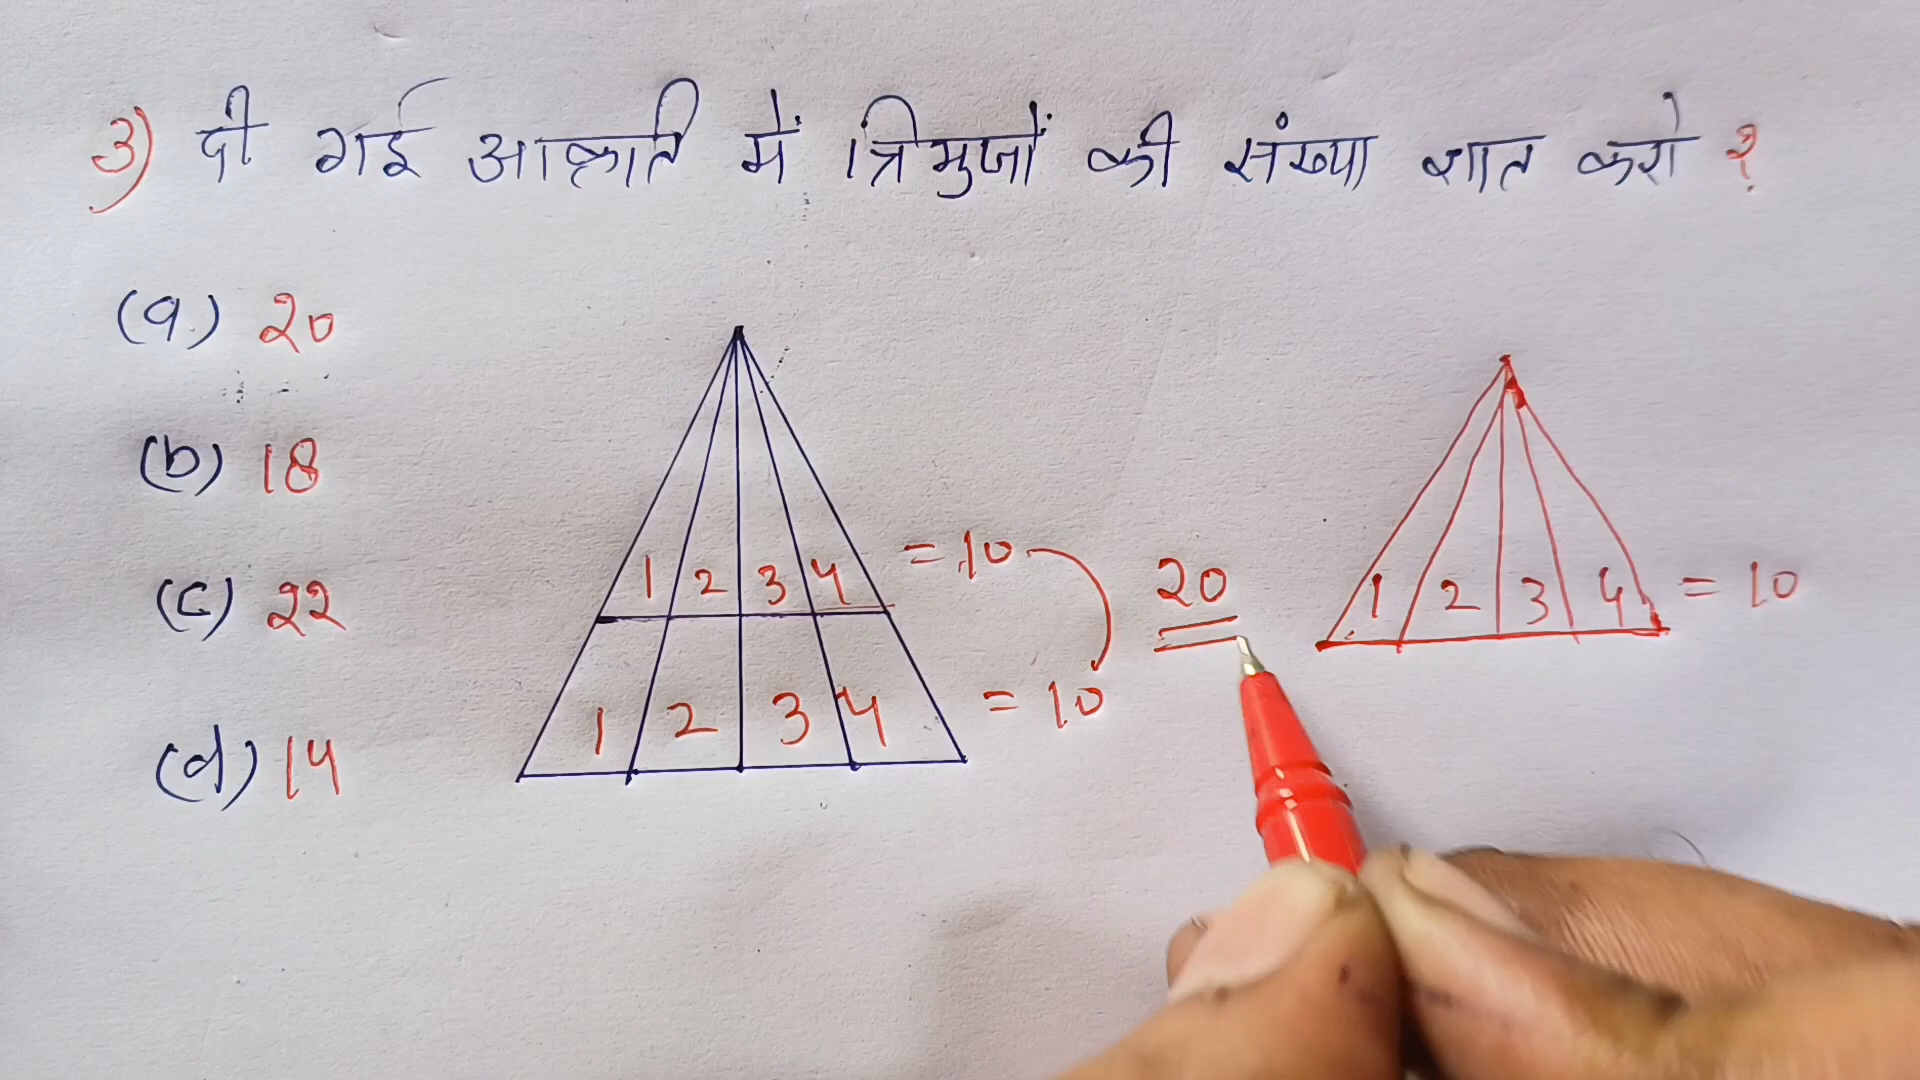 3) दी गई आकृति में त्रिभुजों की संख्या ज्ञात करो ?
(a) 20
(b) 18
(c) 22
(d) 14
1 2 3 4 = 10
1 2 3 4 = 10
20
1 2 3 4 = 10